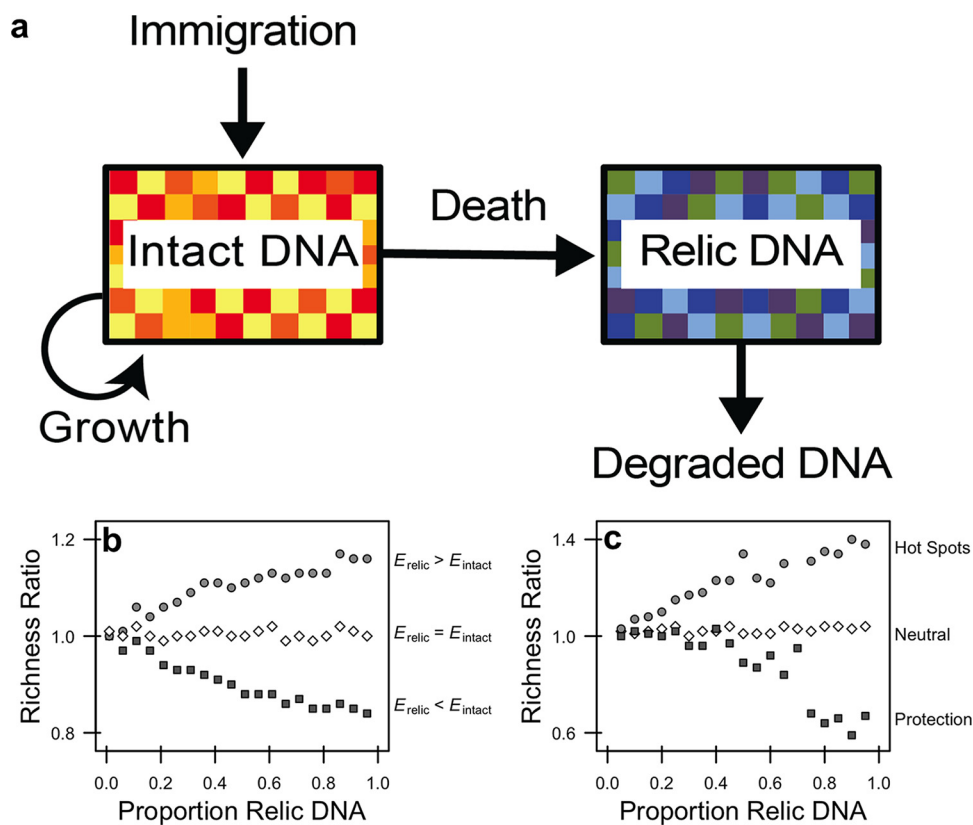 a
Immigration
Intact DNA
Death
Relic DNA
Growth
Degraded DNA
b
Richness Ratio
1.2
1.0
0.8
0.0 0.2 0.4 0.6 0.8 1.0
Proportion Relic DNA
E relic > E intact
E relic = E intact
E relic < E intact
c
Richness Ratio
1.4
1.0
0.6
0.0 0.2 0.4 0.6 0.8 1.0
Proportion Relic DNA
Hot Spots
Neutral
Protection